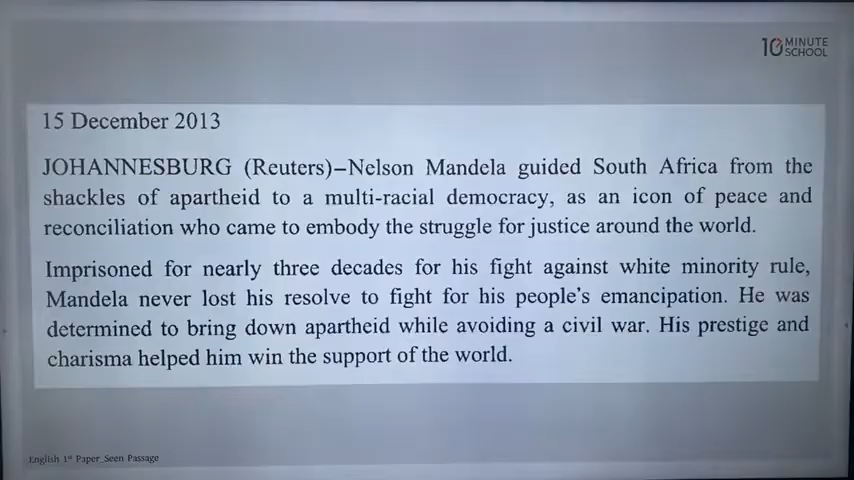 10 MINUTE
SCHOOL
15 December 2013
JOHANNESBURG (Reuters)–Nelson Mandela guided South Africa from the
shackles of apartheid to a multi-racial democracy, as an icon of peace and
reconciliation who came to embody the struggle for justice around the world.
Imprisoned for nearly three decades for his fight against white minority rule,
Mandela never lost his resolve to fight for his people's emancipation. He was
determined to bring down apartheid while avoiding a civil war. His prestige and
charisma helped him win the support of the world.
English 1st Paper_Seen Passage